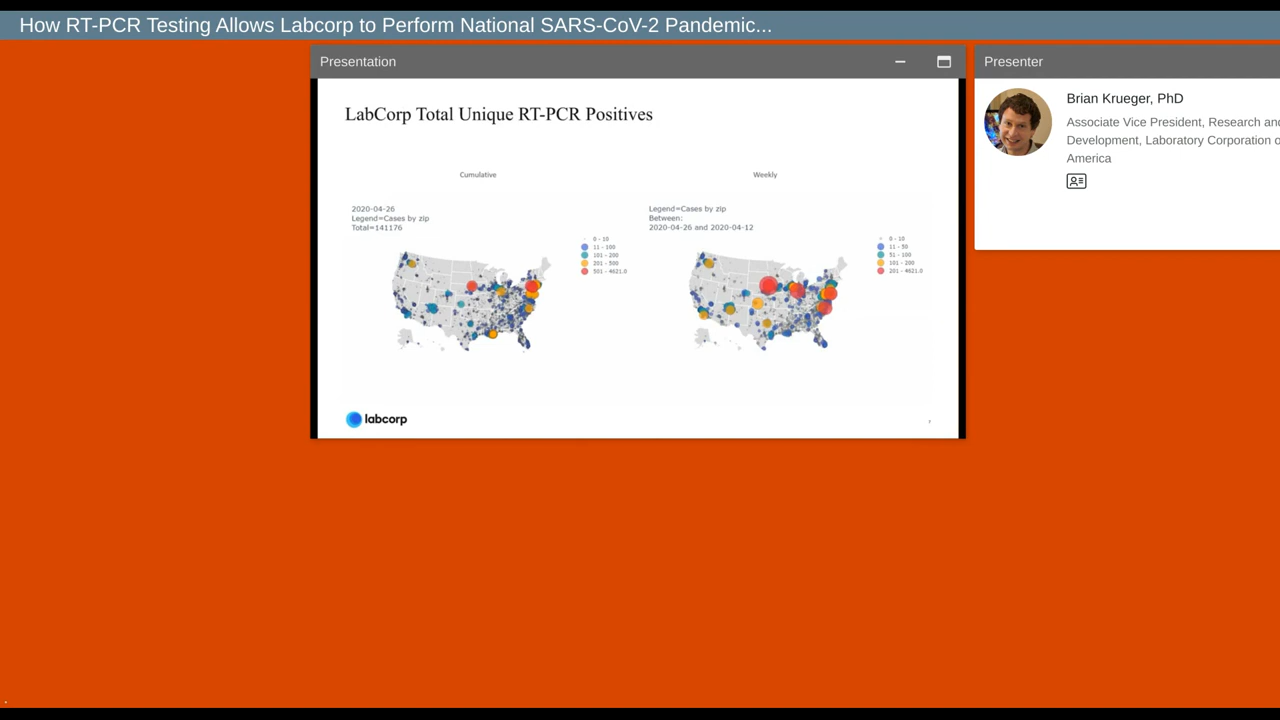 How RT-PCR Testing Allows Labcorp to Perform National SARS-CoV-2 Pandemic...
Presentation
LabCorp Total Unique RT-PCR Positives
Cumulative
2020-04-26
Legend=Cases by zip
Total=141176
0 - 10
11 - 100
101 - 200
201 - 500
501 - 4621.0
Weekly
Legend=Cases by zip
Between:
2020-04-26 and 2020-04-12
0 - 10
11 - 50
51 - 100
101 - 200
201 - 4621.0
labcorp
Presenter
Brian Krueger, PhD
Associate Vice President, Research and
Development, Laboratory Corporation o
America